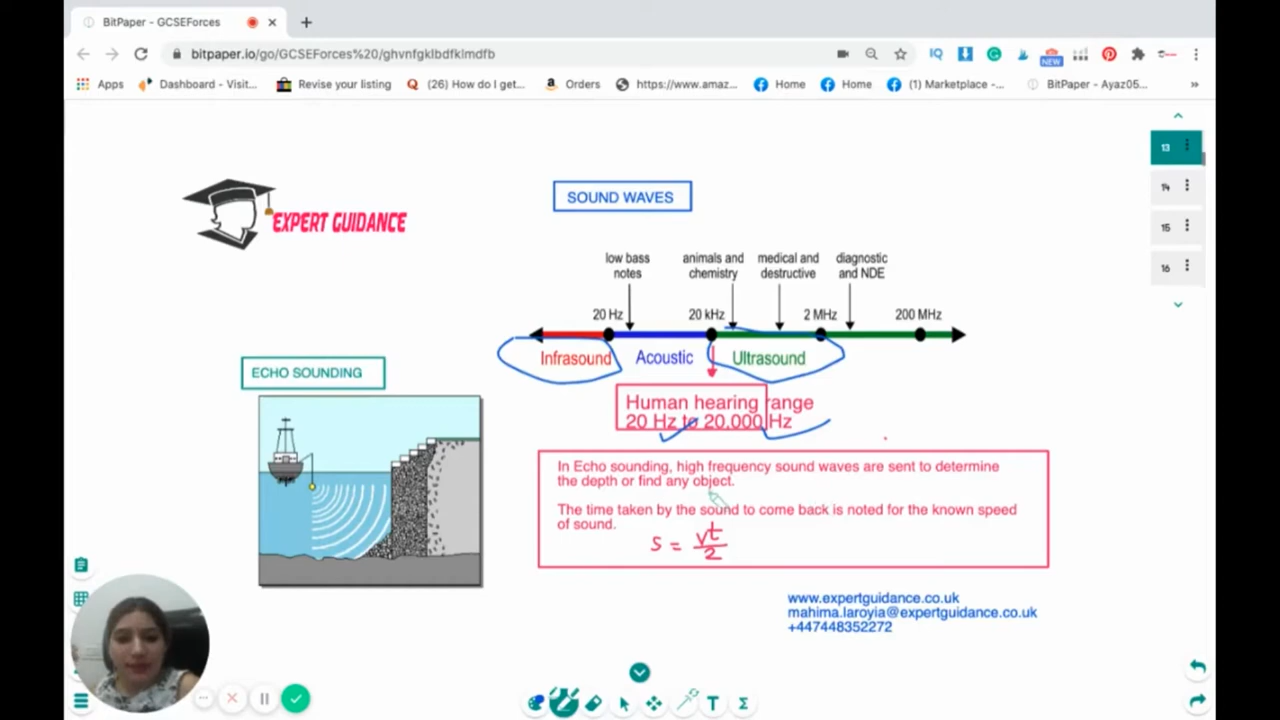 BitPaper - GCSEForces
bitpaper.io/go/GCSEForces%20/ghvnfgklbdfklmdfb
NEW
Apps
Dashboard - Visit...
Revise your listing
(26) How do I get...
Orders
https://www.amaz...
Home
Home
(1) Marketplace -...
BitPaper - Ayaz05...
»
13
14
15
16
EXPERT GUIDANCE
SOUND WAVES
low bass
notes
animals and
chemistry
medical and
destructive
diagnostic
and NDE
20 Hz
20 kHz
2 MHz
200 MHz
Infrasound
Acoustic
Ultrasound
Human hearing range
20 Hz to 20,000 Hz
ECHO SOUNDING
In Echo sounding, high frequency sound waves are sent to determine
the depth or find any object.
The time taken by the sound to come back is noted for the known speed
of sound.
s = vt/2
www.expertguidance.co.uk
mahima.laroyia@expertguidance.co.uk
+447448352272
T
Σ